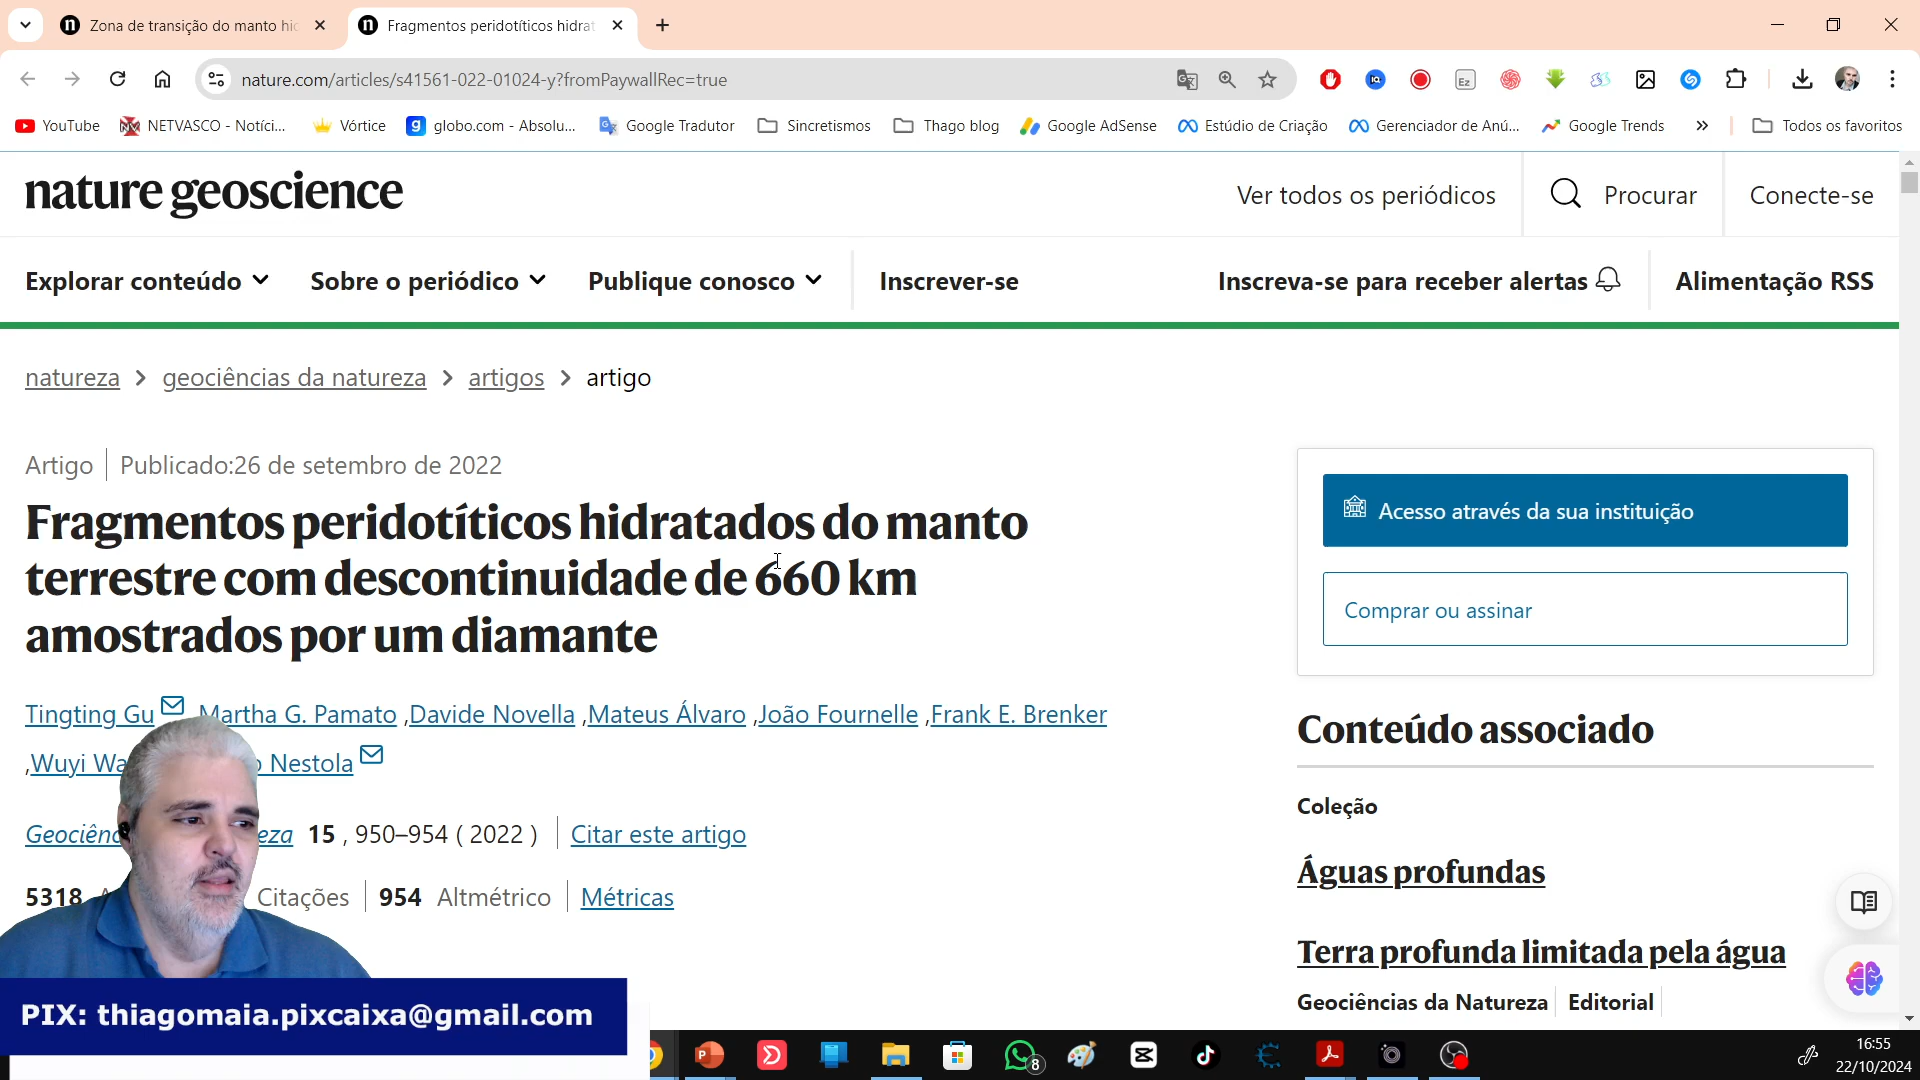 Zona de transição do manto hi
Fragmentos peridotíticos hidrat
nature.com/articles/s41561-022-01024-y?fromPaywallRec=true
YouTube
NETVASCO - Notíci...
Vórtice
globo.com - Absolu...
Google Tradutor
Sincretismos
Thago blog
Google AdSense
Estúdio de Criação
Gerenciador de Anú...
Google Trends
Todos os favoritos
nature geoscience
Ver todos os periódicos
Procurar
Conecte-se
Explorar conteúdo
Sobre o periódico
Publique conosco
Inscrever-se
Inscreva-se para receber alertas
Alimentação RSS
natureza > geociências da natureza > artigos > artigo
Artigo | Publicado:26 de setembro de 2022
Fragmentos peridotíticos hidratados do manto
terrestre com descontinuidade de 660 km
amostrados por um diamante
Tingting Gu Martha G. Pamato ,Davide Novella ,Mateus Álvaro ,João Fournelle ,Frank E. Brenker
,Wuyi Nestola
15 , 950–954 ( 2022 ) | Citar este artigo
5318 Citações | 954 Altmétrico | Métricas
Acesso através da sua instituição
Comprar ou assinar
Conteúdo associado
Coleção
Águas profundas
Terra profunda limitada pela água
Geociências da Natureza | Editorial
PIX: thiagomaia.pixcaixa@gmail.com
8
16:55
22/10/2024